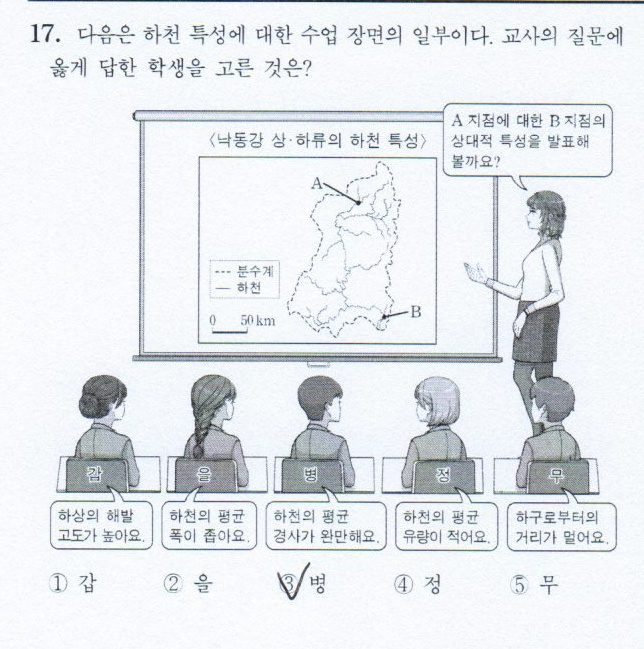 17. 다음은 하천 특성에 대한 수업 장면의 일부이다. 교사의 질문에
옳게 답한 학생을 고른 것은?
A 지점에 대한 B 지점의
상대적 특성을 발표해
볼까요?
〈낙동강 상·하류의 하천 특성〉
A
--- 분수계
— 하천
0 50 km
B
갑
을
병
정
무
하상의 해발
고도가 높아요.
하천의 평균
폭이 좁아요.
하천의 평균
경사가 완만해요.
하천의 평균
유량이 적어요.
하구로부터의
거리가 멀어요.
① 갑 ② 을 ③ 병 ④ 정 ⑤ 무